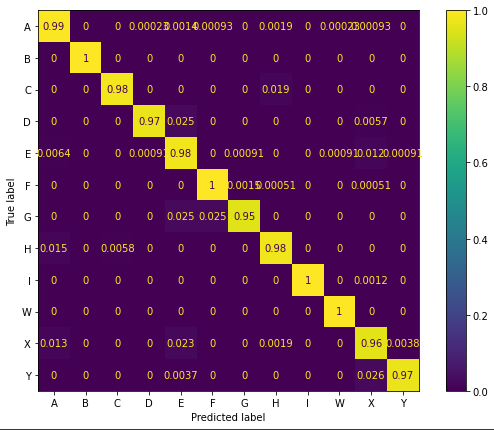 A 0.99 0 0 0.00023 0.0014 0.00093 0 0.0019 0 0.00023 0.00093 0 1.0
B 0 1 0 0 0 0 0 0 0 0 0 0
C 0 0 0.98 0 0 0 0 0.019 0 0 0 0
0.8
D 0 0 0 0.97 0.025 0 0 0 0 0 0.0057 0
E 0.0064 0 0 0.00091 0.98 0 0.00091 0 0 0.00091 0.012 0.00091
0.6
F 0 0 0 0 0 1 0.0015 0.00051 0 0 0.00051 0
True label
G 0 0 0 0 0.025 0.025 0.95 0 0 0 0 0
0.4
H 0.015 0 0.0058 0 0 0 0 0.98 0 0 0 0
I 0 0 0 0 0 0 0 0 1 0 0.0012 0
W 0 0 0 0 0 0 0 0 0 1 0 0
0.2
X 0.013 0 0 0 0.023 0 0 0.0019 0 0 0.96 0.0038
Y 0 0 0 0 0.0037 0 0 0 0 0 0.026 0.97
0.0
A B C D E F G H I W X Y
Predicted label